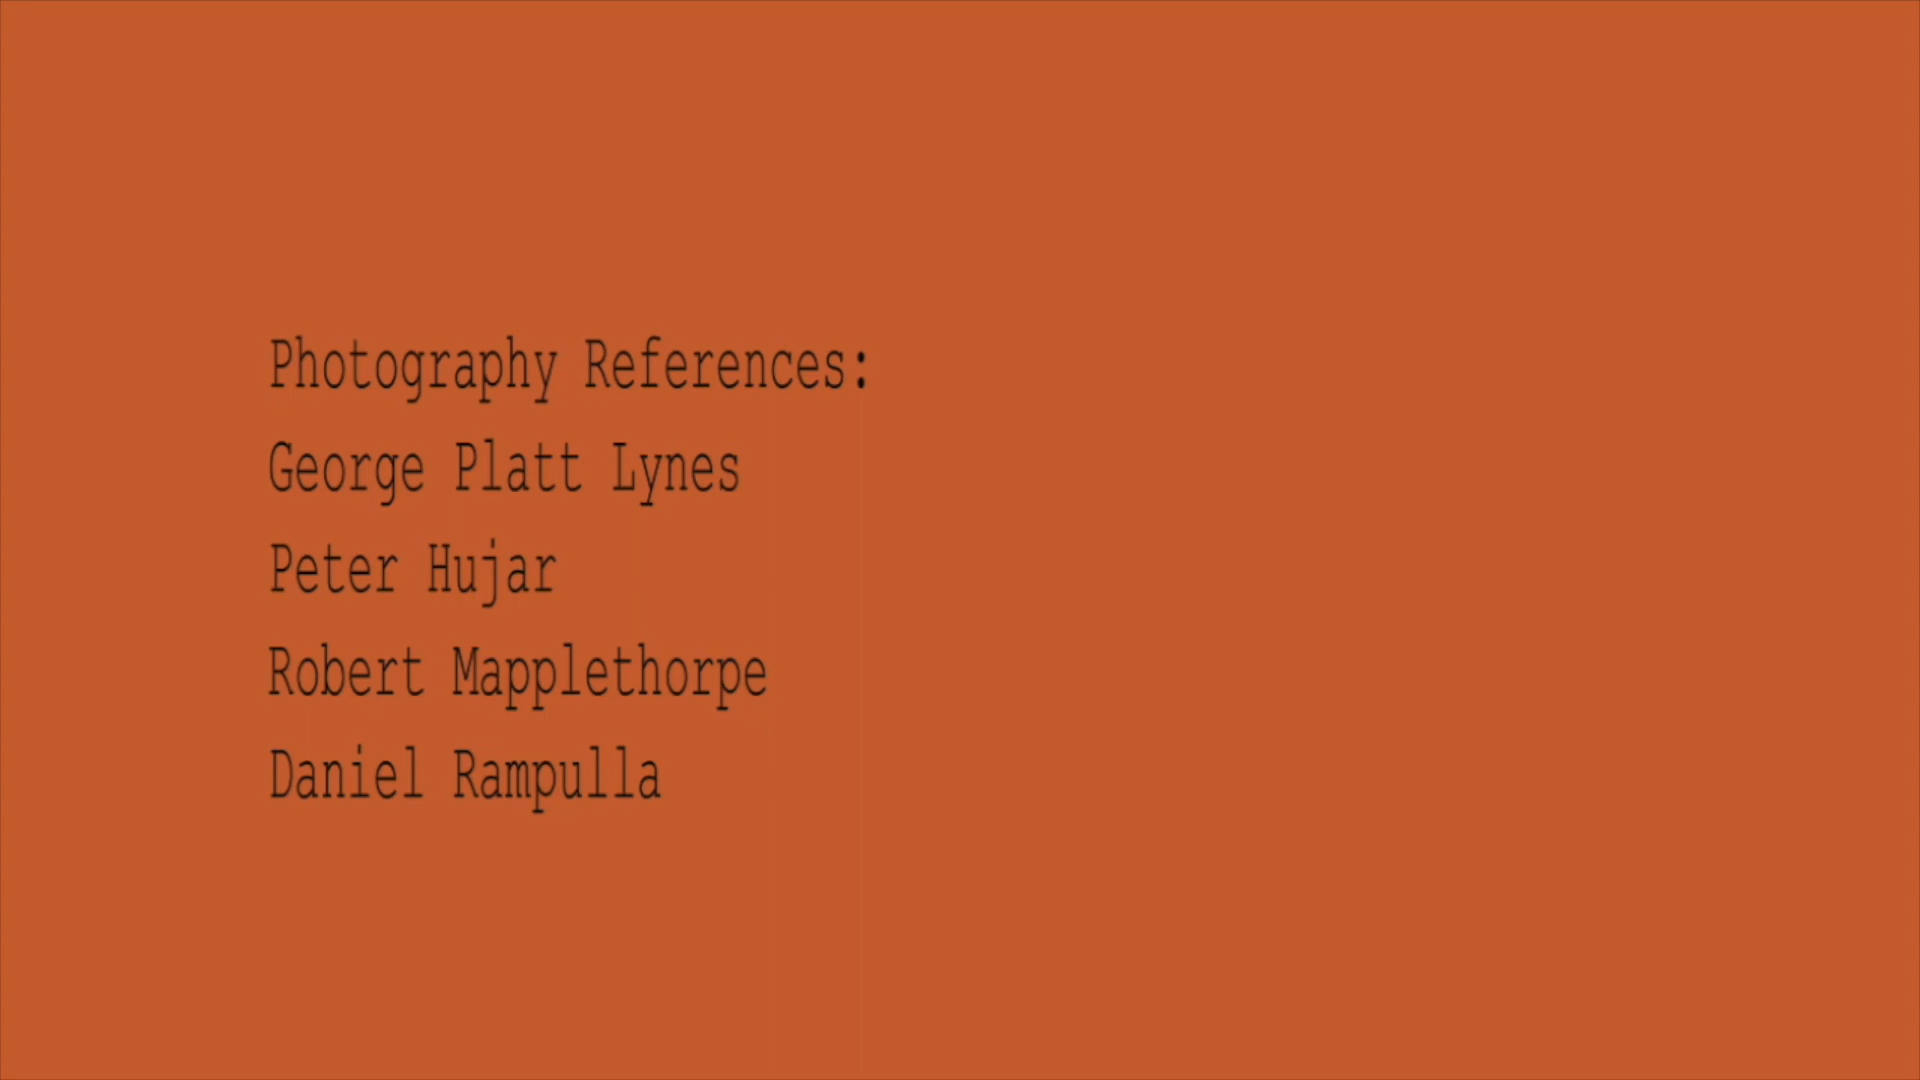 Photography References:
George Platt Lynes
Peter Hujar
Robert Mapplethorpe
Daniel Rampulla